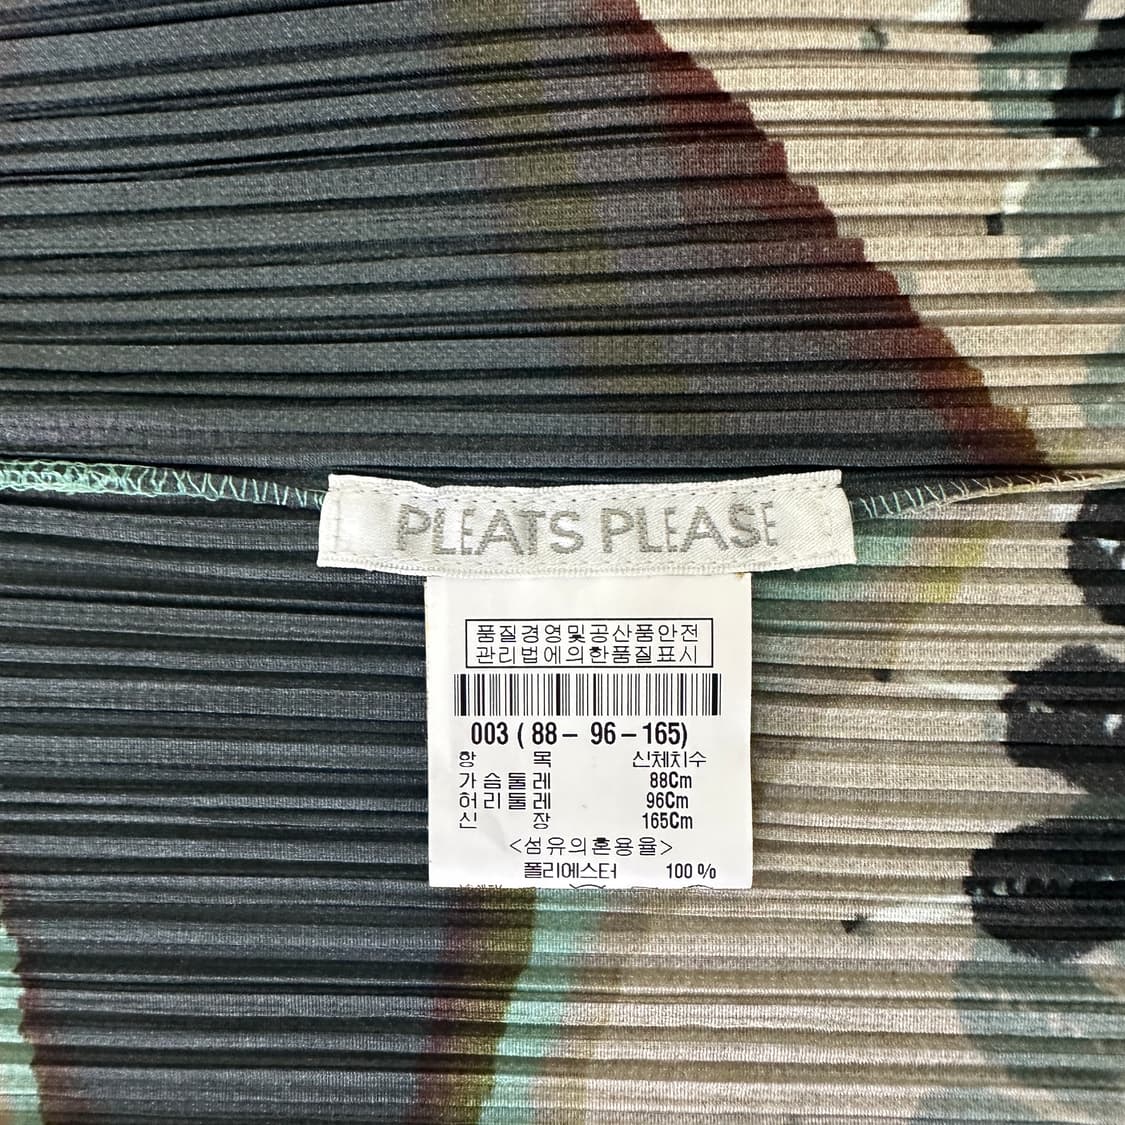 PLEATS PLEASE
품질경영및공산품안전
관리법에의한품질표시
003 ( 88 – 96 – 165)
항 목 신체치수
가슴둘레 88Cm
허리둘레 96Cm
신 장 165Cm
<섬유의혼용율>
폴리에스터 100 %